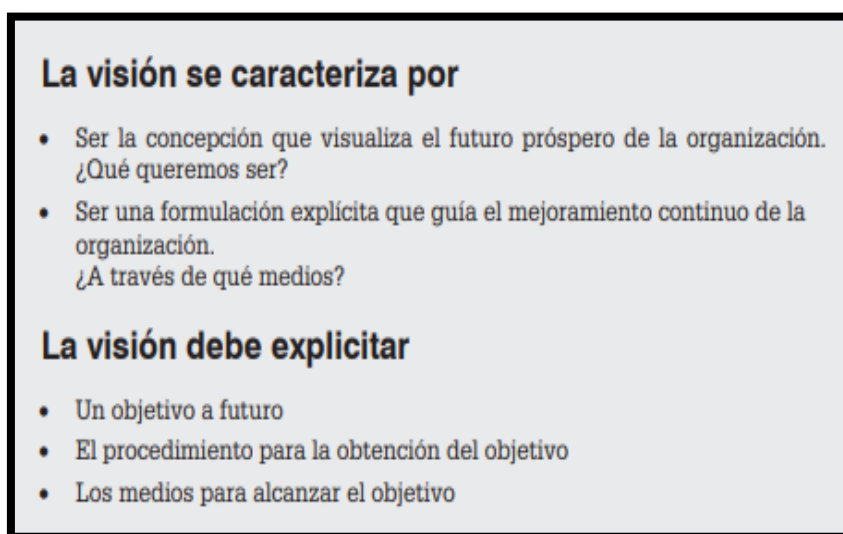 La visión se caracteriza por
• Ser la concepción que visualiza el futuro próspero de la organización.
¿Qué queremos ser?
• Ser una formulación explícita que guía el mejoramiento continuo de la
organización.
¿A través de qué medios?
La visión debe explicitar
• Un objetivo a futuro
• El procedimiento para la obtención del objetivo
• Los medios para alcanzar el objetivo